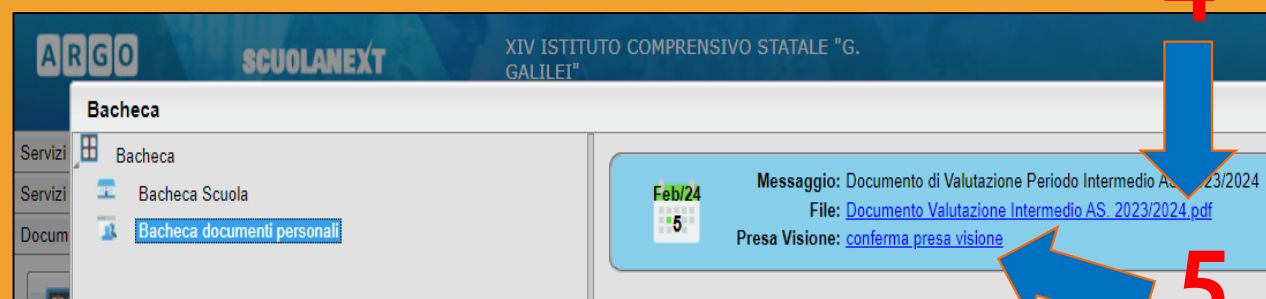 4
ARGO SCUOLANEXT XIV ISTITUTO COMPRENSIVO STATALE "G.
GALILEI"
Bacheca
Servizi Bacheca
Servizi Bacheca Scuola
Docum Bacheca documenti personali
Feb/24
5
Messaggio: Documento di Valutazione Periodo Intermedio 23/2024
File: Documento Valutazione Intermedio AS. 2023/2024.pdf
Presa Visione: conferma presa visione
5